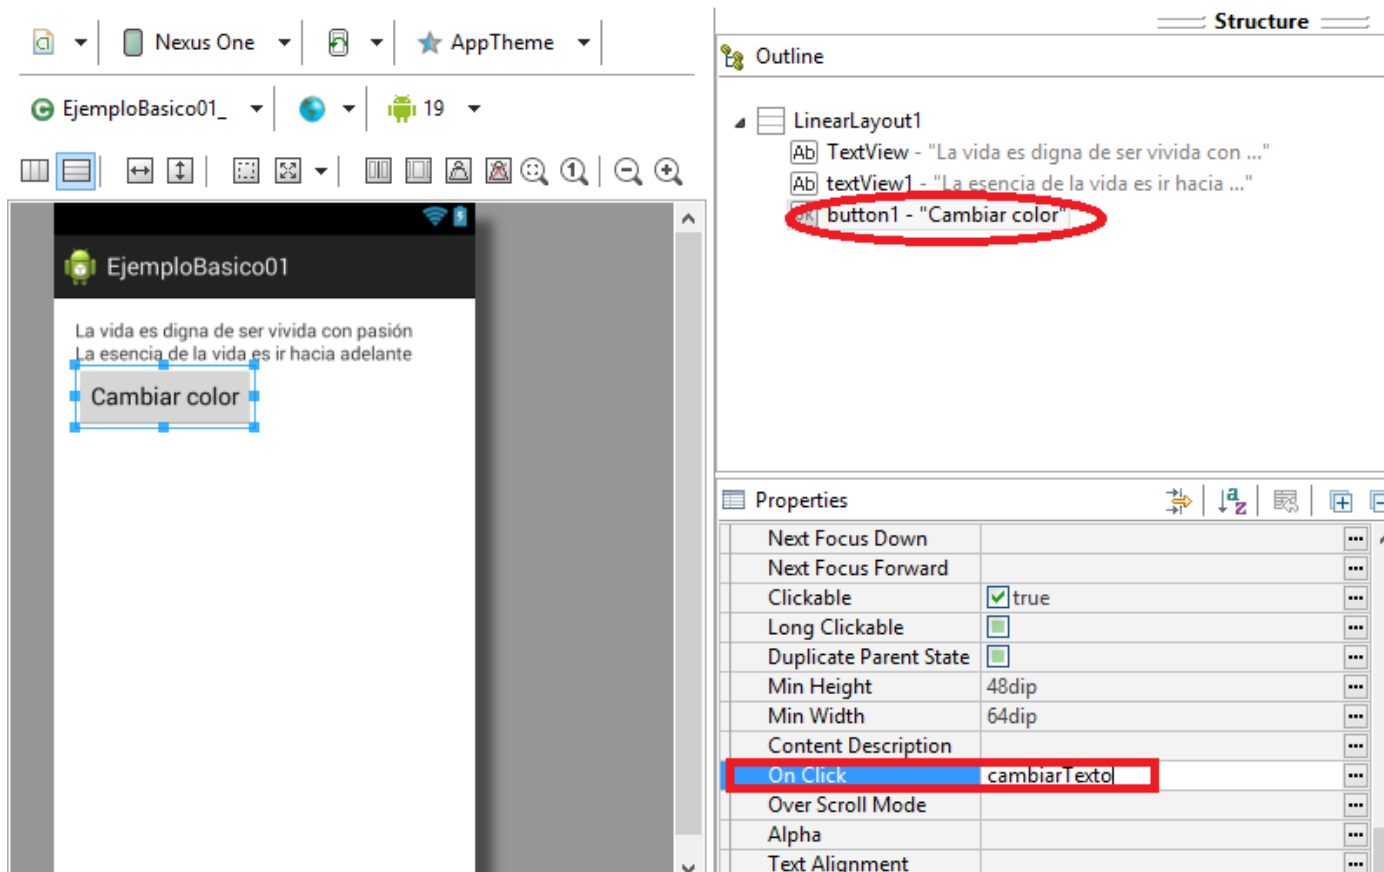 Nexus One
AppTheme
EjemploBasico01_
19
EjemploBasico01
La vida es digna de ser vivida con pasión
La esencia de la vida es ir hacia adelante
Cambiar color
Structure
Outline
LinearLayout1
Ab TextView - "La vida es digna de ser vivida con ..."
Ab textView1 - "La esencia de la vida es ir hacia ..."
button1 - "Cambiar color"
Properties
Next Focus Down
Next Focus Forward
Clickable true
Long Clickable
Duplicate Parent State
Min Height 48dip
Min Width 64dip
Content Description
On Click cambiarTexto
Over Scroll Mode
Alpha
Text Alignment